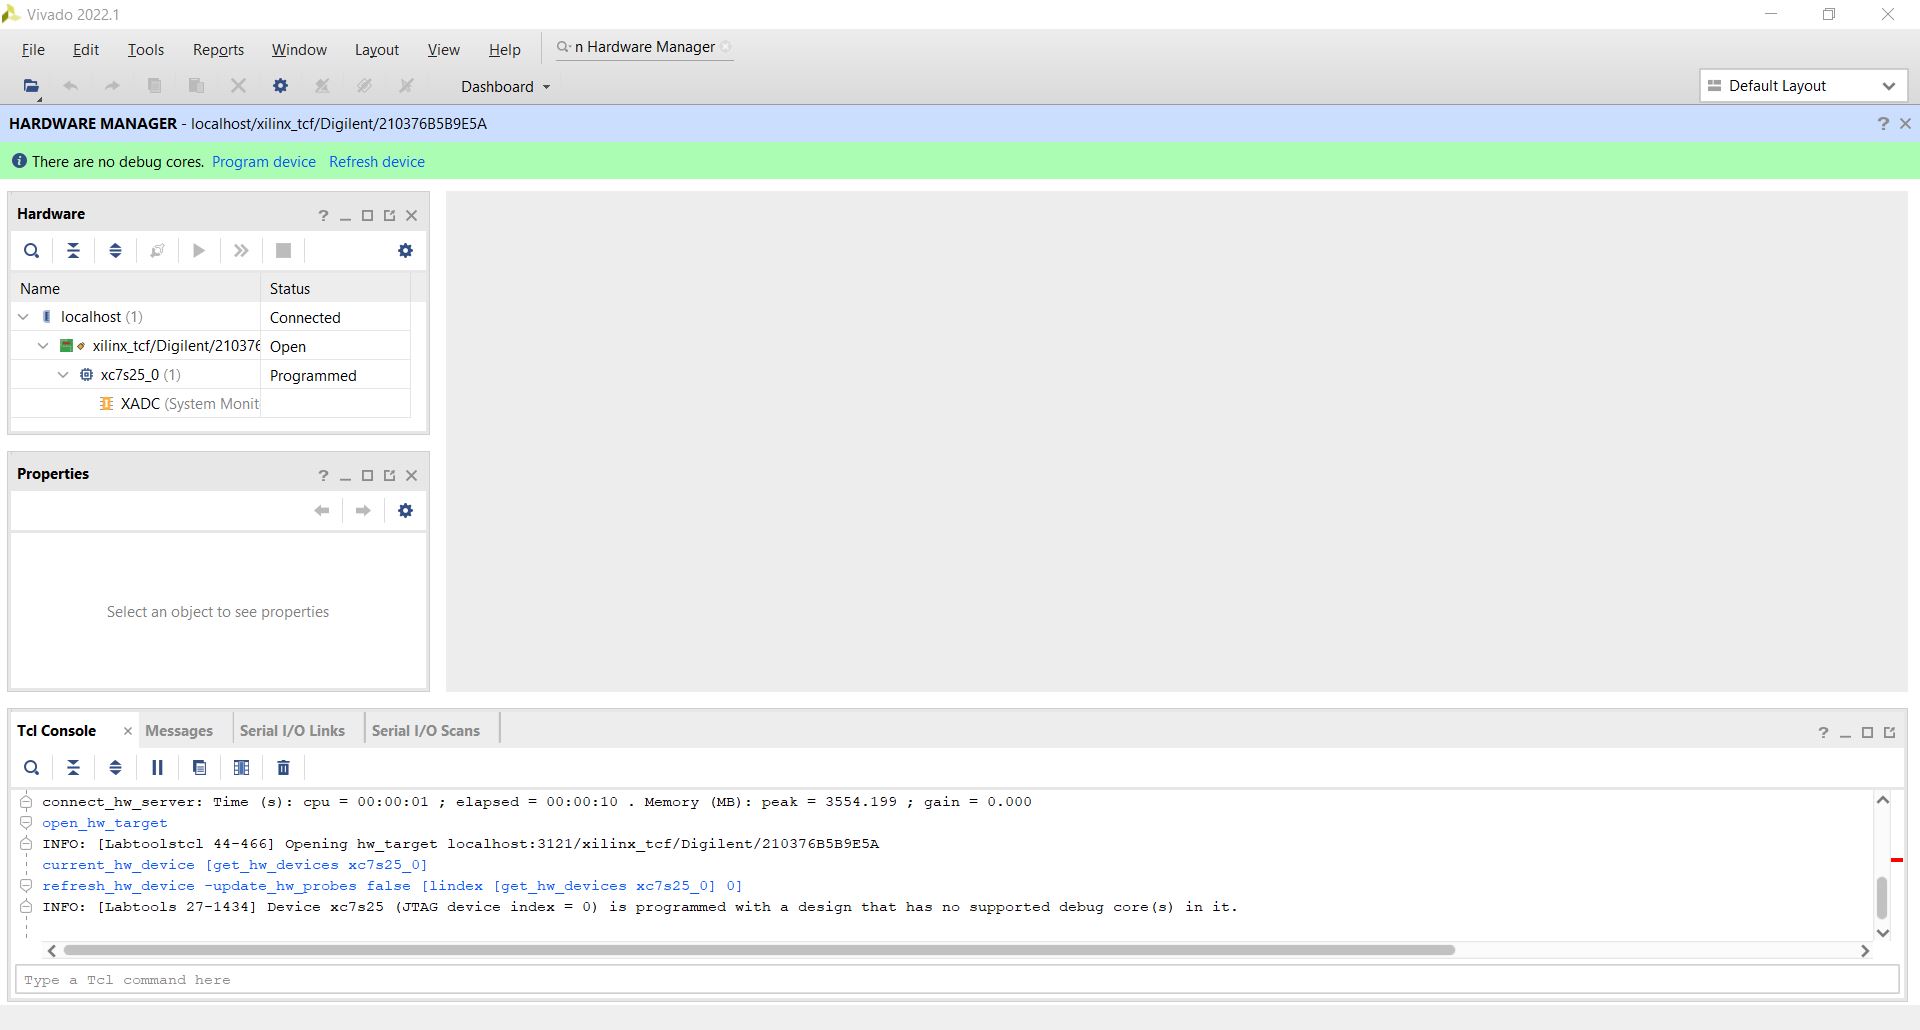 Vivado 2022.1
File Edit Tools Reports Window Layout View Help n Hardware Manager
Dashboard Default Layout
HARDWARE MANAGER - localhost/xilinx_tcf/Digilent/210376B5B9E5A ?
There are no debug cores. Program device Refresh device
Hardware ?
Name Status
localhost (1) Connected
xilinx_tcf/Digilent/210376 Open
xc7s25_0 (1) Programmed
XADC (System Monit
Properties ?
Select an object to see properties
Tcl Console Messages Serial I/O Links Serial I/O Scans ?
connect_hw_server: Time (s): cpu = 00:00:01 ; elapsed = 00:00:10 . Memory (MB): peak = 3554.199 ; gain = 0.000
open_hw_target
INFO: [Labtoolstcl 44-466] Opening hw_target localhost:3121/xilinx_tcf/Digilent/210376B5B9E5A
current_hw_device [get_hw_devices xc7s25_0]
refresh_hw_device -update_hw_probes false [lindex [get_hw_devices xc7s25_0] 0]
INFO: [Labtools 27-1434] Device xc7s25 (JTAG device index = 0) is programmed with a design that has no supported debug core(s) in it.
Type a Tcl command here